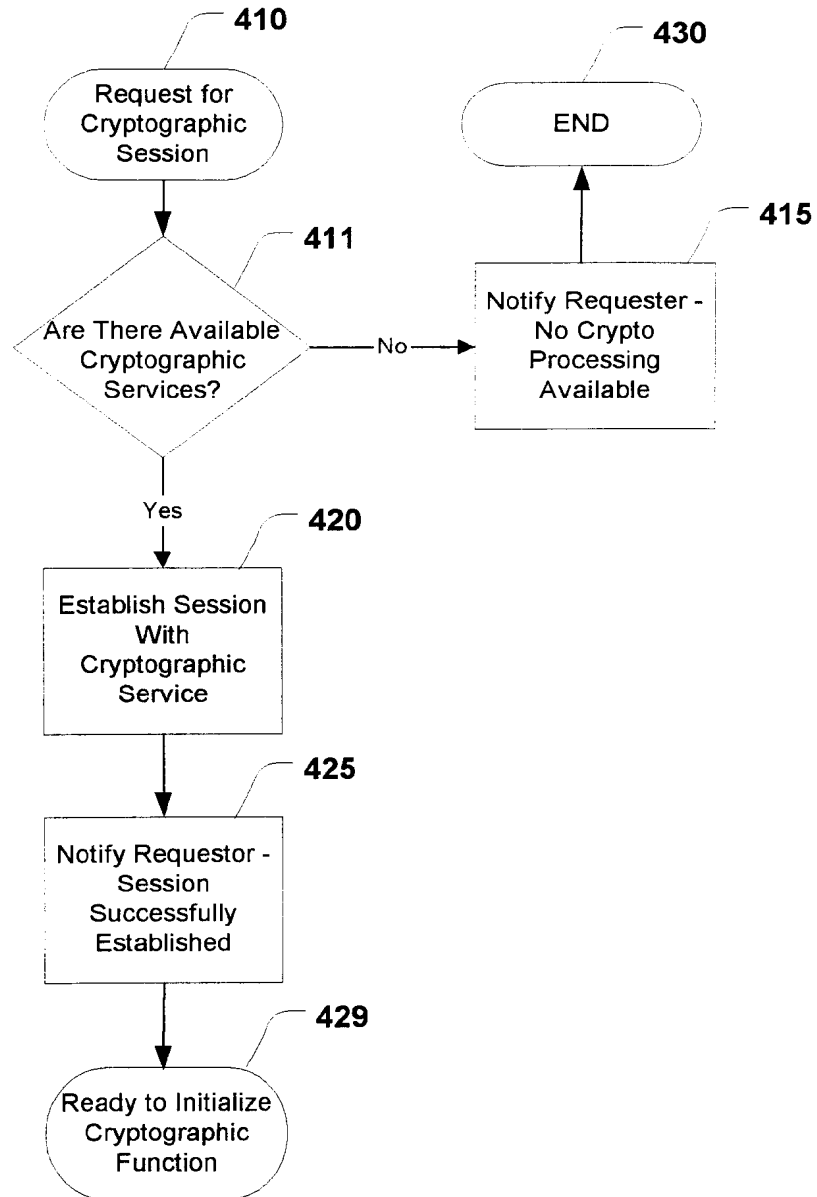 410
Request for
Cryptographic
Session
430
END
411
Are There Available
Cryptographic
Services?
No
415
Notify Requester -
No Crypto
Processing
Available
Yes
420
Establish Session
With
Cryptographic
Service
425
Notify Requestor -
Session
Successfully
Established
429
Ready to Initialize
Cryptographic
Function